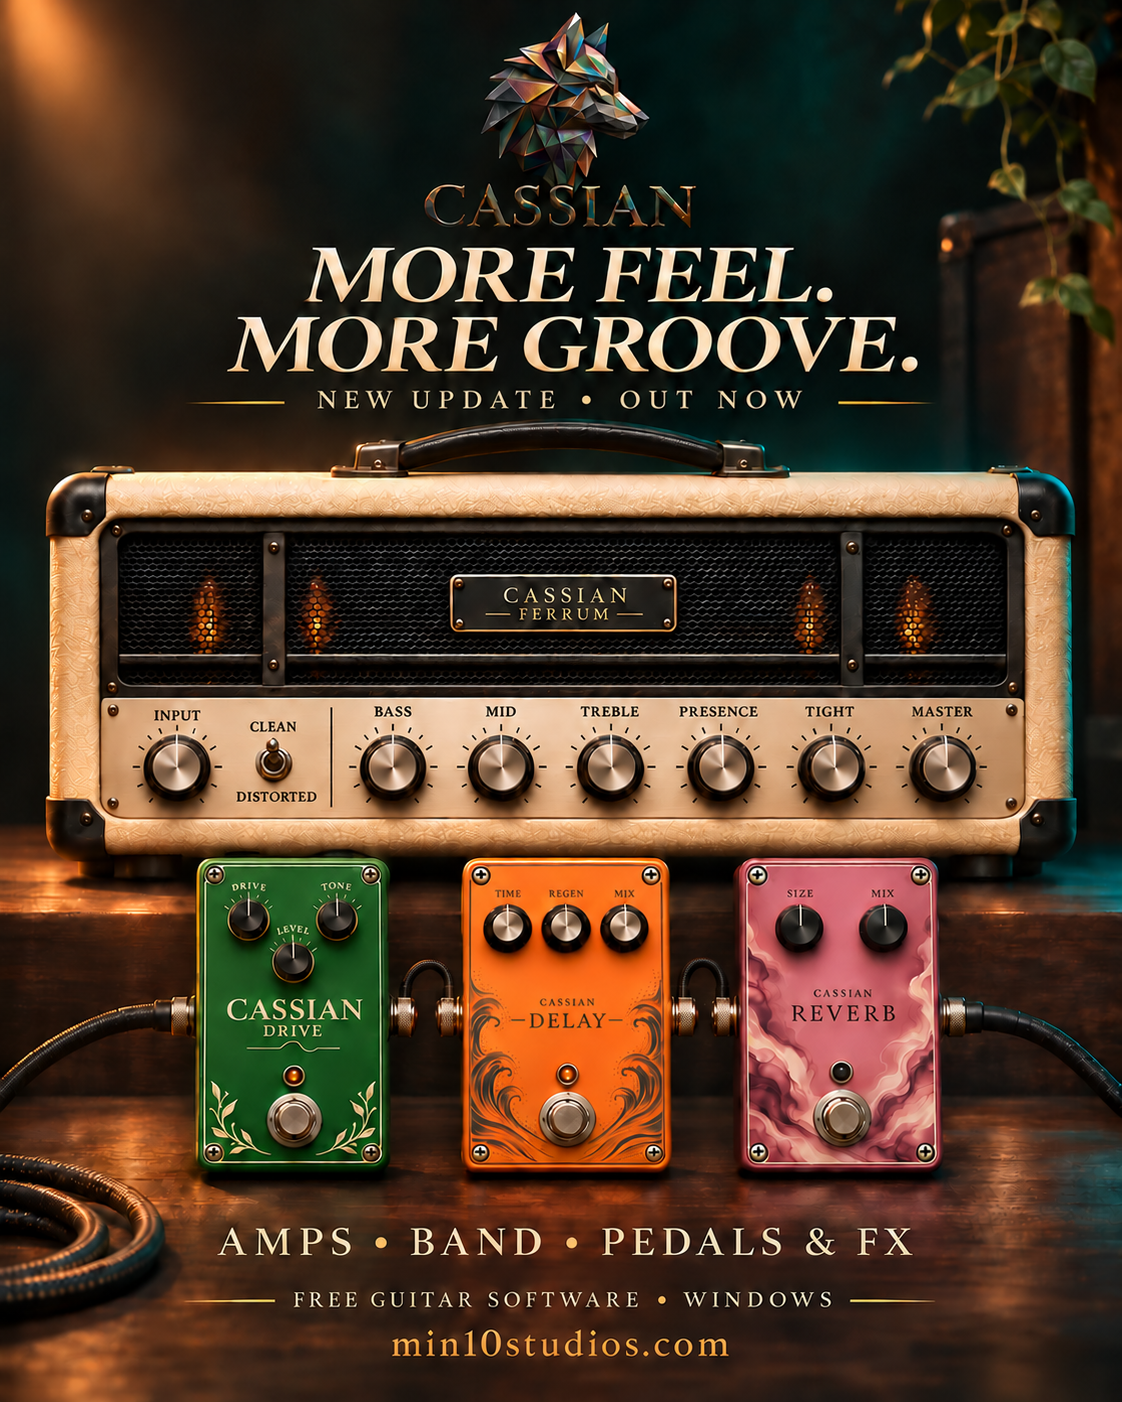 CASSIAN
MORE FEEL.
MORE GROOVE.
NEW UPDATE • OUT NOW
CASSIAN
FERRUM
INPUT
CLEAN
DISTORTED
BASS
MID
TREBLE
PRESENCE
TIGHT
MASTER
DRIVE
TONE
LEVEL
CASSIAN
DRIVE
TIME
REGEN
MIX
CASSIAN
DELAY
SIZE
MIX
CASSIAN
REVERB
AMPS • BAND • PEDALS & FX
FREE GUITAR SOFTWARE • WINDOWS
min10studios.com